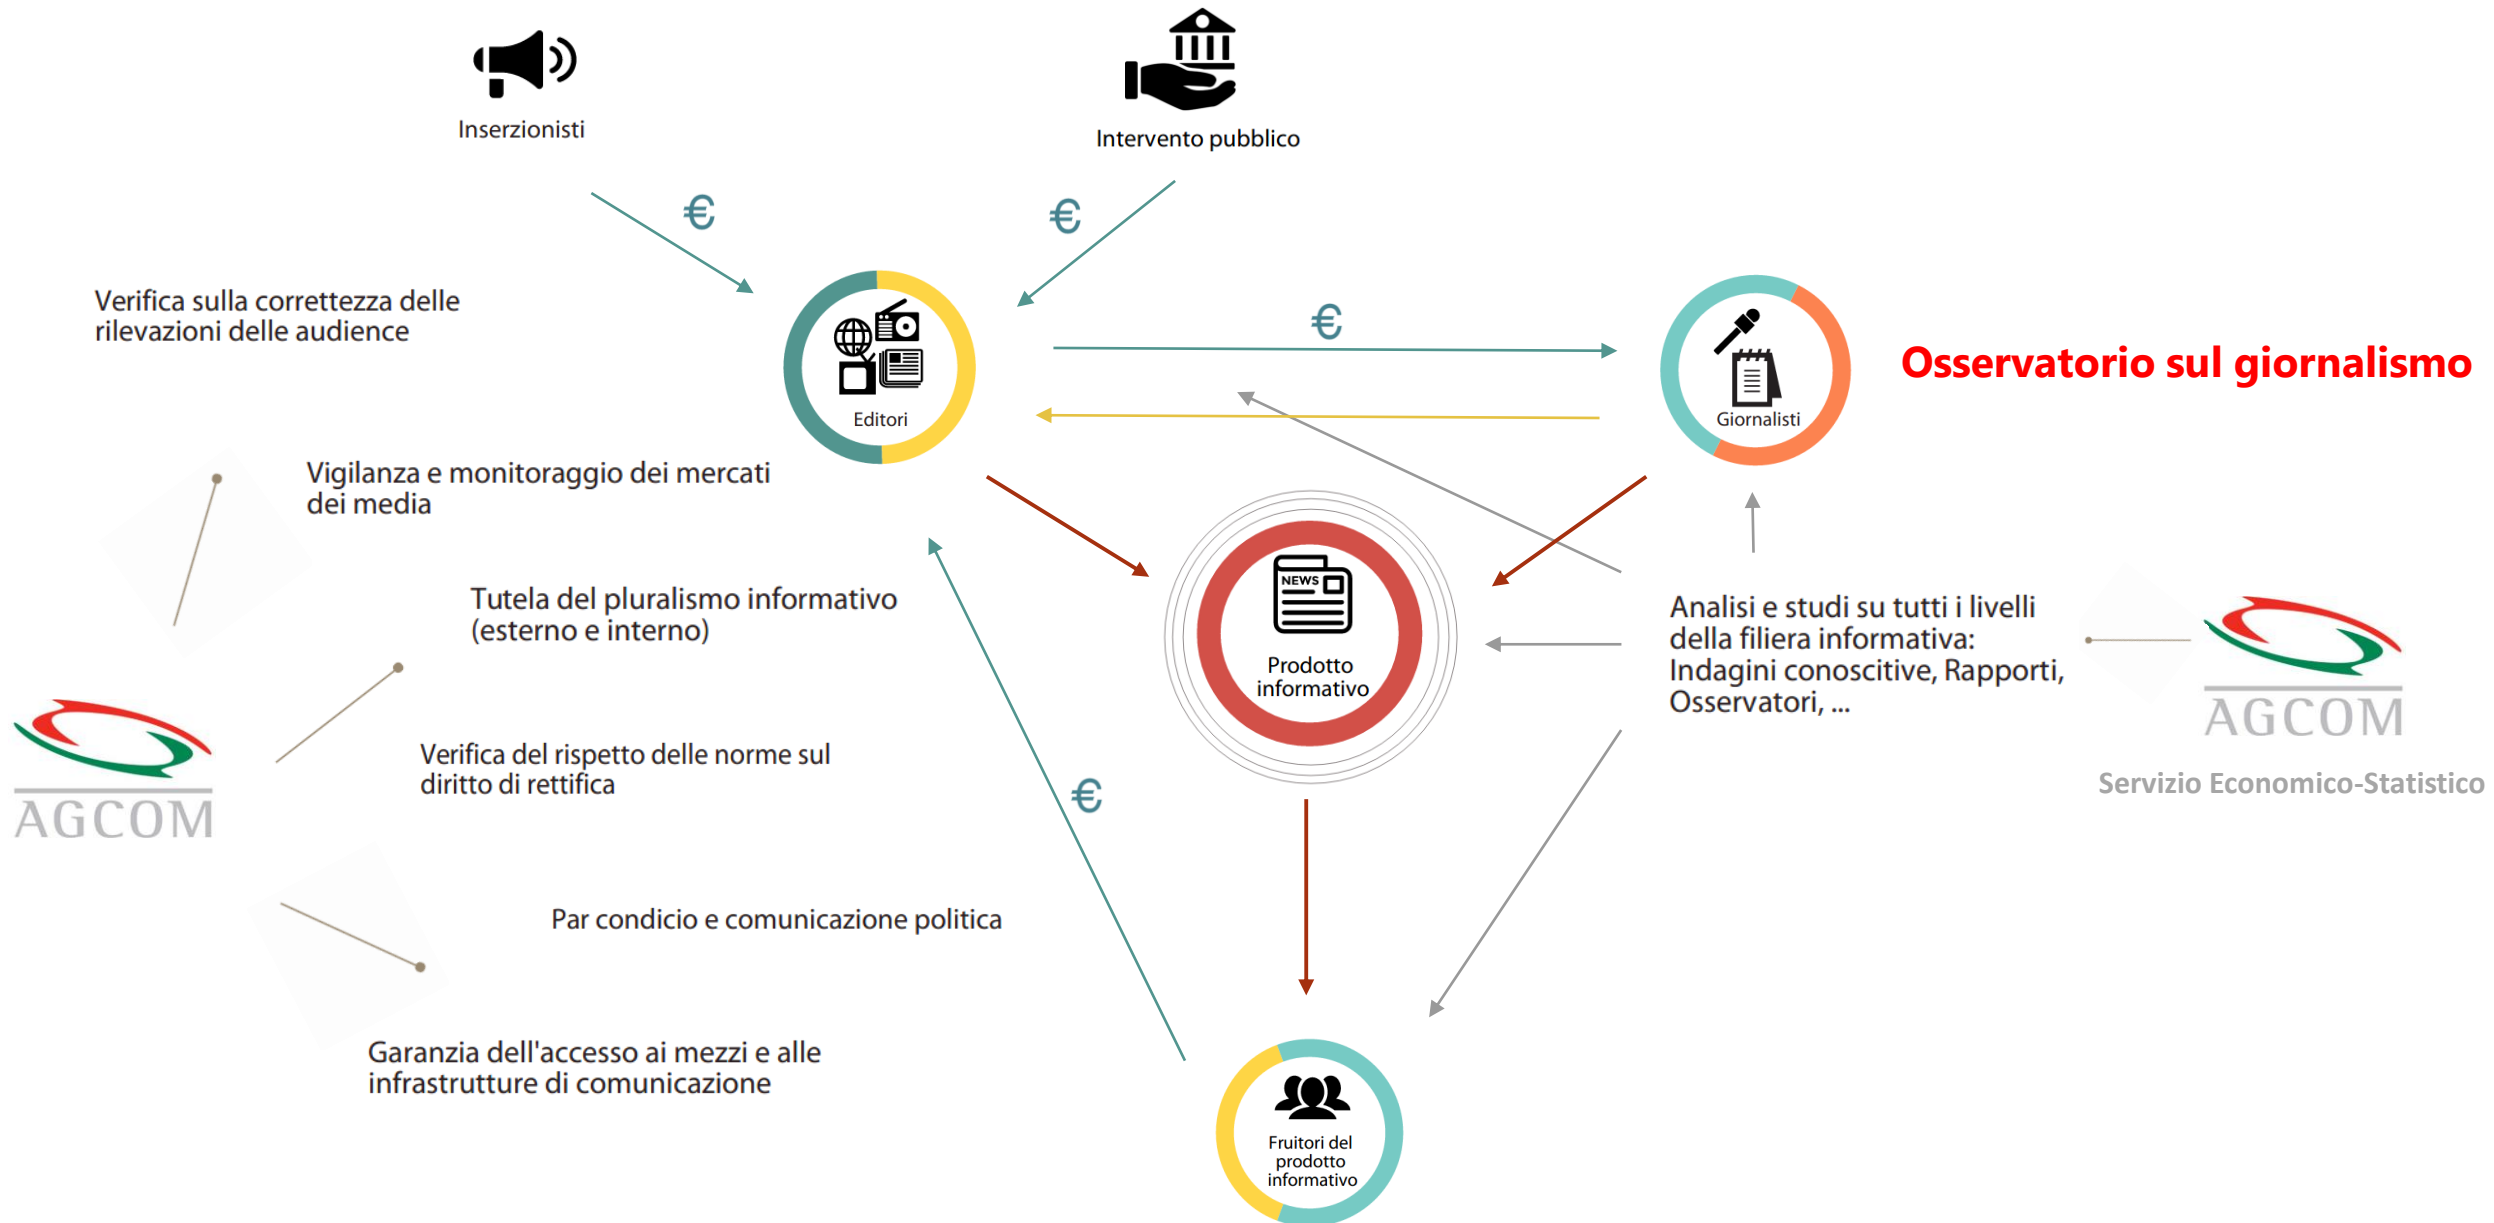 Inserzionisti
Intervento pubblico
€
€
Verifica sulla correttezza delle
rilevazioni delle audience
Editori
€
Giornalisti
Osservatorio sul giornalismo
Vigilanza e monitoraggio dei mercati
dei media
Tutela del pluralismo informativo
(esterno e interno)
NEWS
Prodotto
informativo
Analisi e studi su tutti i livelli
della filiera informativa:
Indagini conoscitive, Rapporti,
Osservatori, ...
AGCOM
Servizio Economico-Statistico
AGCOM
Verifica del rispetto delle norme sul
diritto di rettifica
€
Par condicio e comunicazione politica
Garanzia dell'accesso ai mezzi e alle
infrastrutture di comunicazione
Fruitori del
prodotto
informativo